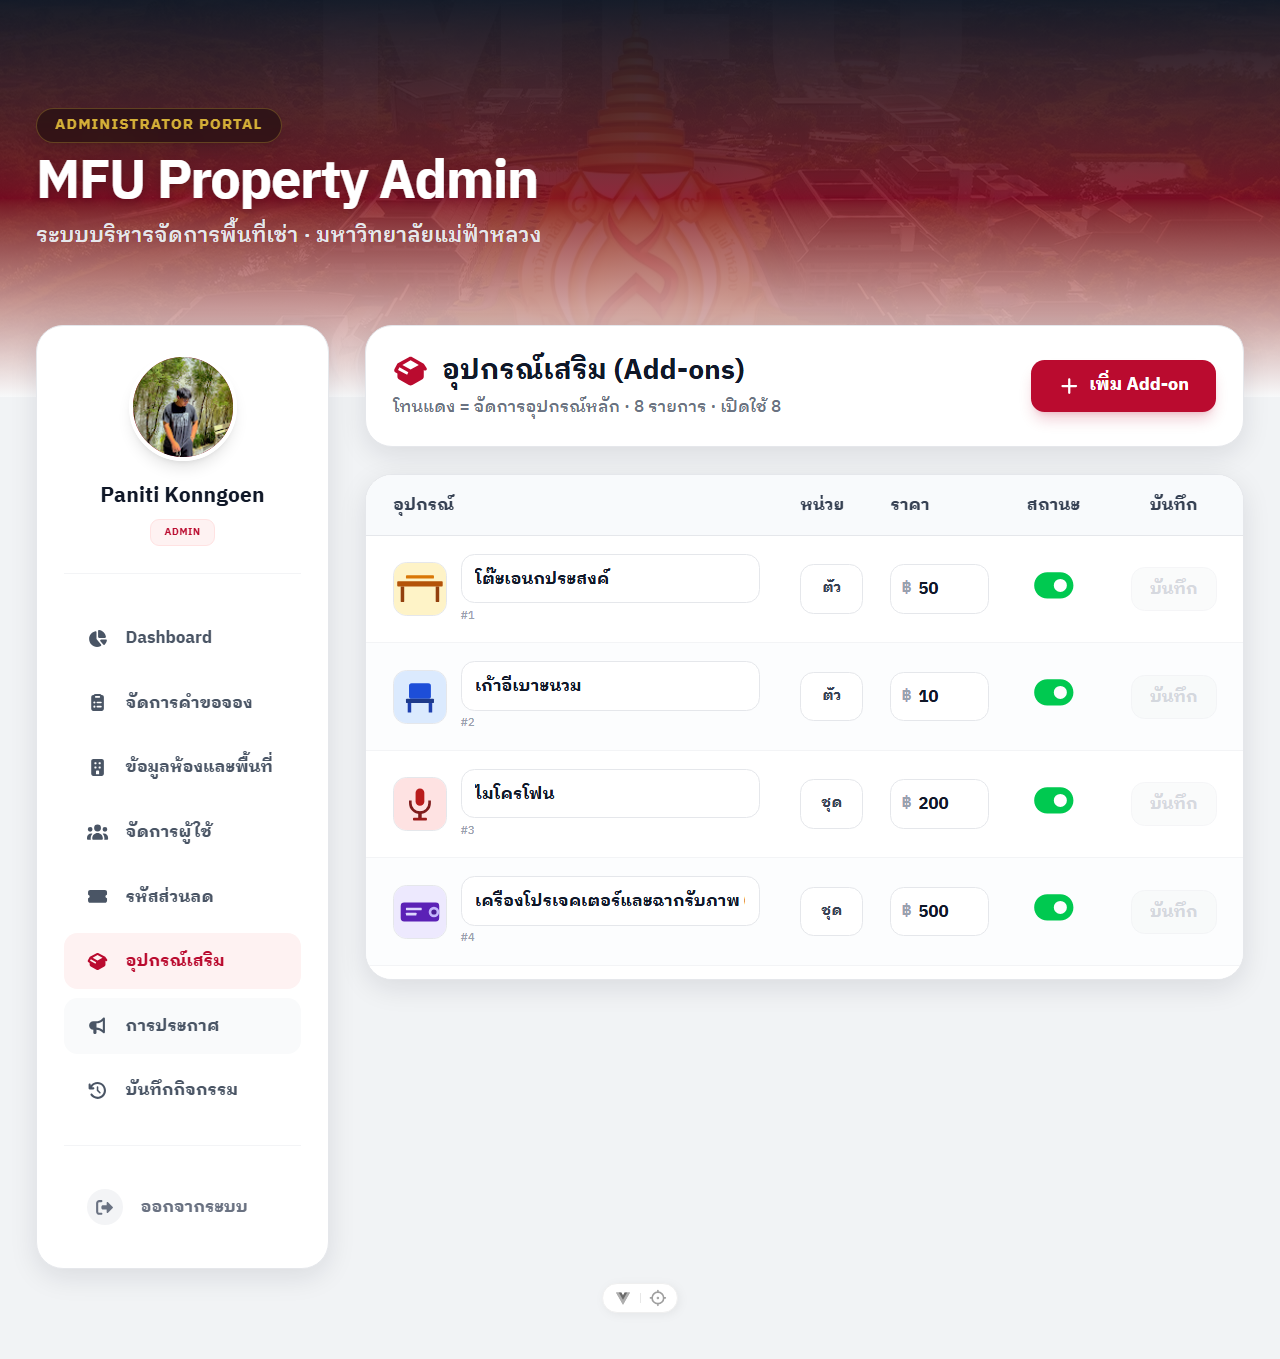 ADMINISTRATOR PORTAL
MFU Property Admin
ระบบบริหารจัดการพื้นที่เช่า · มหาวิทยาลัยแม่ฟ้าหลวง
Paniti Konngoen
ADMIN
Dashboard
จัดการคำขอจอง
ข้อมูลห้องและพื้นที่
จัดการผู้ใช้
รหัสส่วนลด
อุปกรณ์เสริม
การประกาศ
บันทึกกิจกรรม
ออกจากระบบ
อุปกรณ์เสริม (Add-ons)
โทนแดง = จัดการอุปกรณ์หลัก · 8 รายการ · เปิดใช้ 8
เพิ่ม Add-on
อุปกรณ์ หน่วย ราคา สถานะ บันทึก
โต๊ะเอนกประสงค์ ตัว ฿ 50 บันทึก
#1
เก้าอี้เบาะนวม ตัว ฿ 10 บันทึก
#2
ไมโครโฟน ชุด ฿ 200 บันทึก
#3
เครื่องโปรเจคเตอร์และฉากรับภาพ ชุด ฿ 500 บันทึก
#4